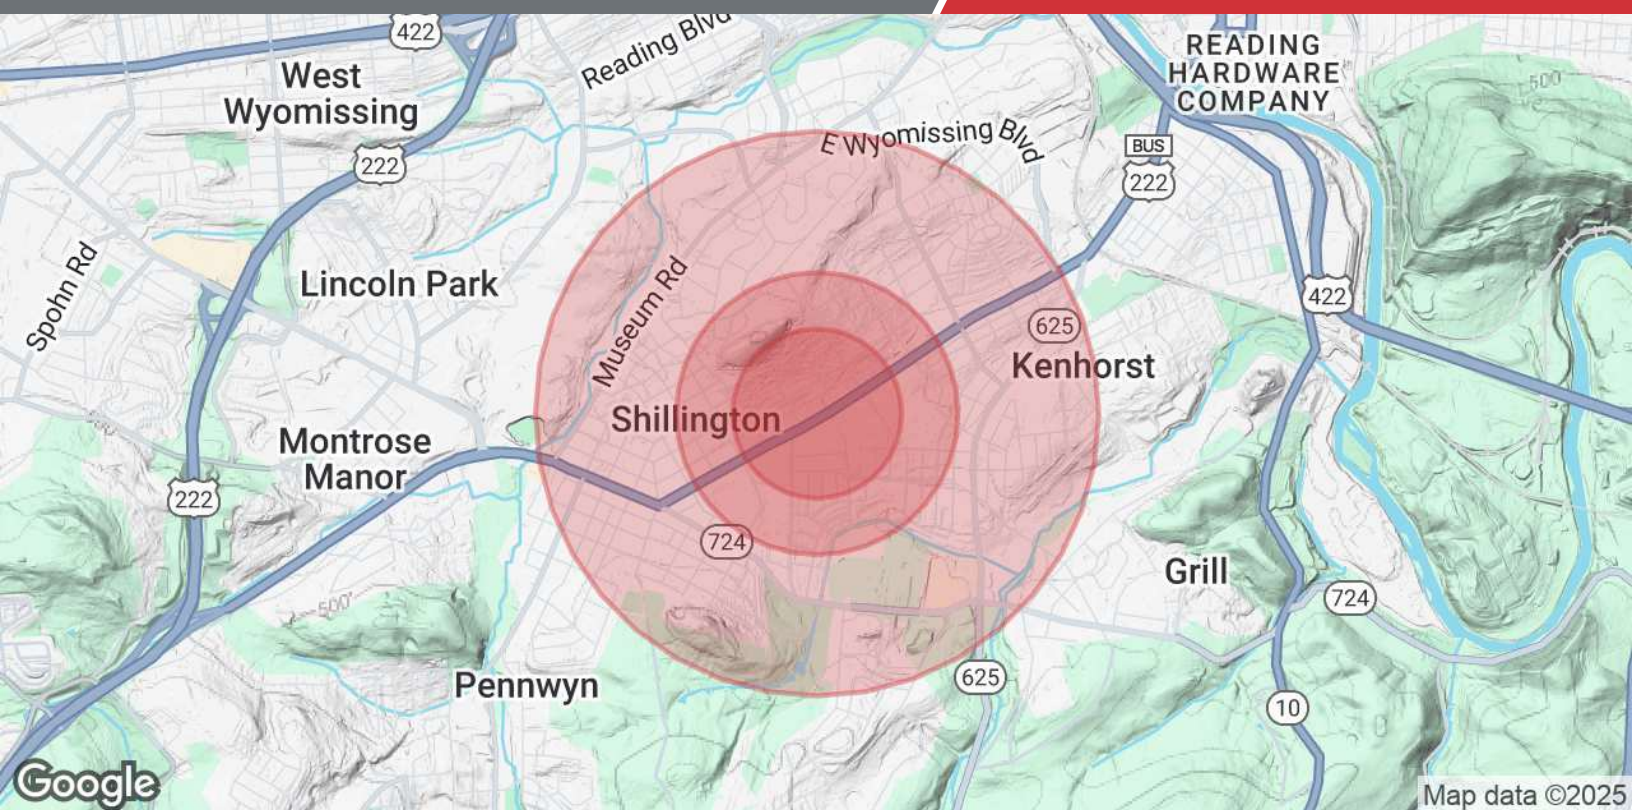 422
Reading Blvd
READING
HARDWARE
COMPANY
500
West
Wyomissing
E Wyomissing Blvd
BUS
222
222
Spohn Rd
Lincoln Park
Museum Rd
422
625
Kenhorst
Shillington
Montrose
Manor
222
724
Grill
724
500
Pennwyn
625
10
Google
Map data ©2025